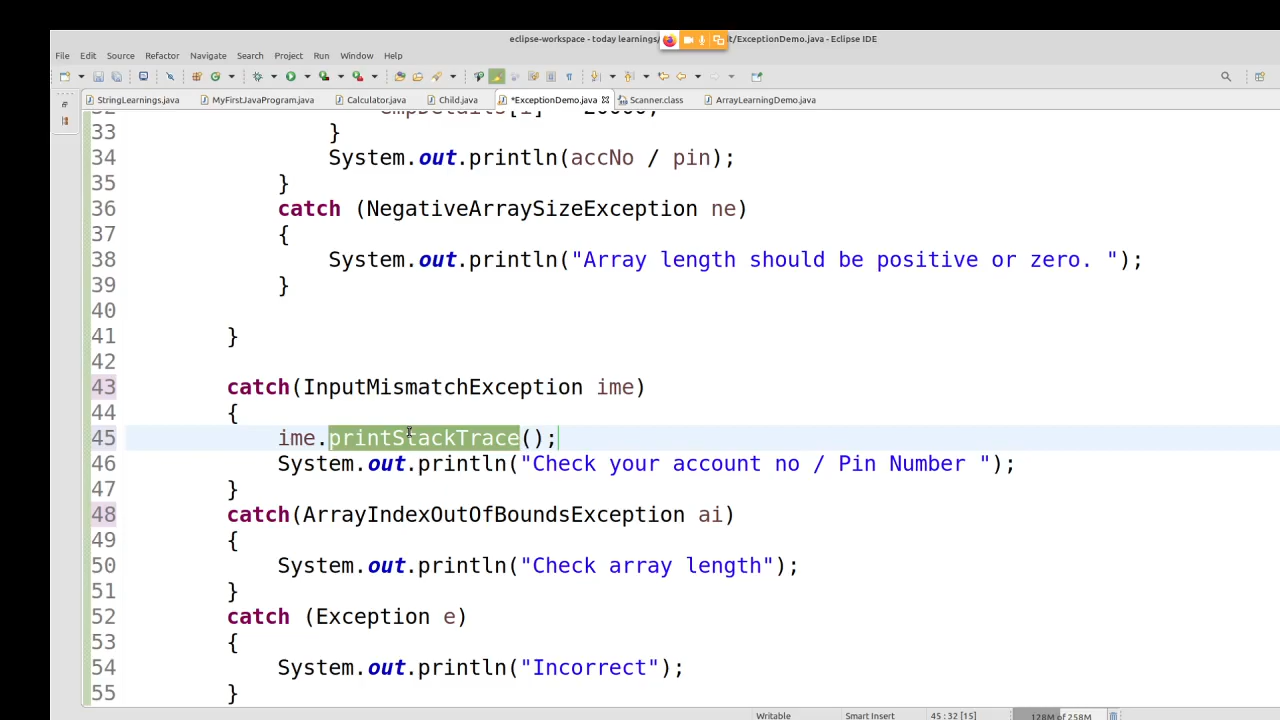 eclipse-workspace - today learnings/ t/ExceptionDemo.java - Eclipse IDE
File Edit Source Refactor Navigate Search Project Run Window Help
StringLearnings.java MyFirstJavaProgram.java Calculator.java Child.java *ExceptionDemo.java Scanner.class ArrayLearningDemo.java
33 }
34 System.out.println(accNo / pin);
35 }
36 catch (NegativeArraySizeException ne)
37 {
38 System.out.println("Array length should be positive or zero. ");
39 }
40
41 }
42
43 catch(InputMismatchException ime)
44 {
45 ime.printStackTrace();
46 System.out.println("Check your account no / Pin Number ");
47 }
48 catch(ArrayIndexOutOfBoundsException ai)
49 {
50 System.out.println("Check array length");
51 }
52 catch (Exception e)
53 {
54 System.out.println("Incorrect");
55 }
Writable Smart Insert 45 : 32 [15] 128M of 258M